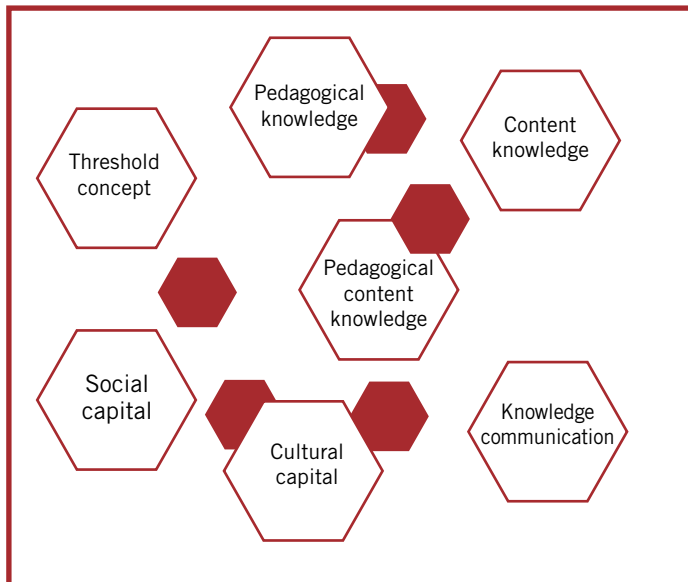 Pedagogical
knowledge
Content
knowledge
Threshold
concept
Pedagogical
content
knowledge
Social
capital
Knowledge
communication
Cultural
capital